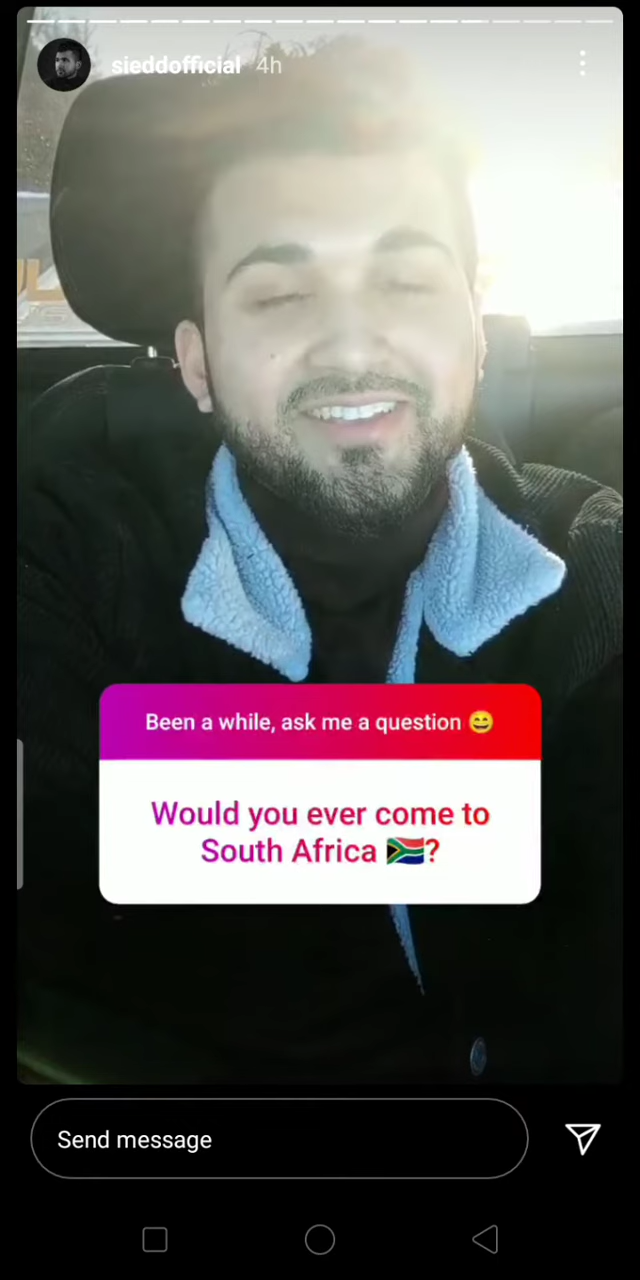 sieddofficial 4h
Been a while, ask me a question 😄
Would you ever come to
South Africa 🇿🇦?
Send message